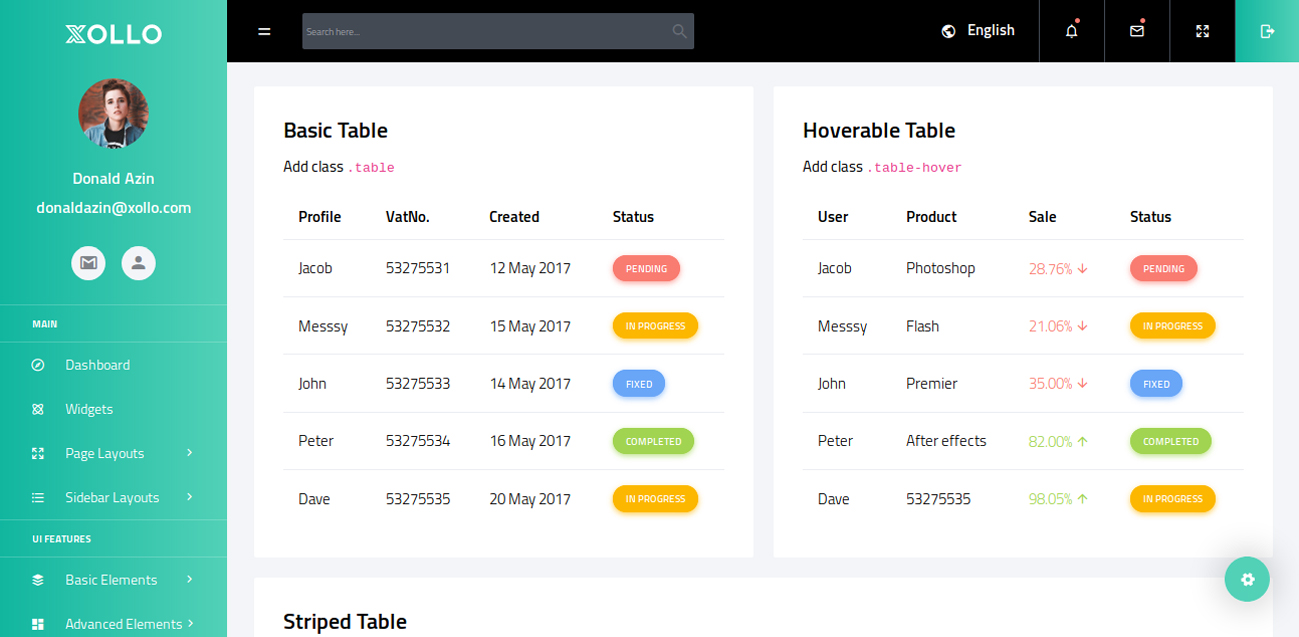 XOLLO
Donald Azin
donaldazin@xollo.com
MAIN
Dashboard
Widgets
Page Layouts
Sidebar Layouts
UI FEATURES
Basic Elements
Advanced Elements
Search here...
English
Basic Table
Add class .table
Profile VatNo. Created Status
Jacob 53275531 12 May 2017 PENDING
Messsy 53275532 15 May 2017 IN PROGRESS
John 53275533 14 May 2017 FIXED
Peter 53275534 16 May 2017 COMPLETED
Dave 53275535 20 May 2017 IN PROGRESS
Hoverable Table
Add class .table-hover
User Product Sale Status
Jacob Photoshop 28.76% ↓ PENDING
Messsy Flash 21.06% ↓ IN PROGRESS
John Premier 35.00% ↓ FIXED
Peter After effects 82.00% ↑ COMPLETED
Dave 53275535 98.05% ↑ IN PROGRESS
Striped Table